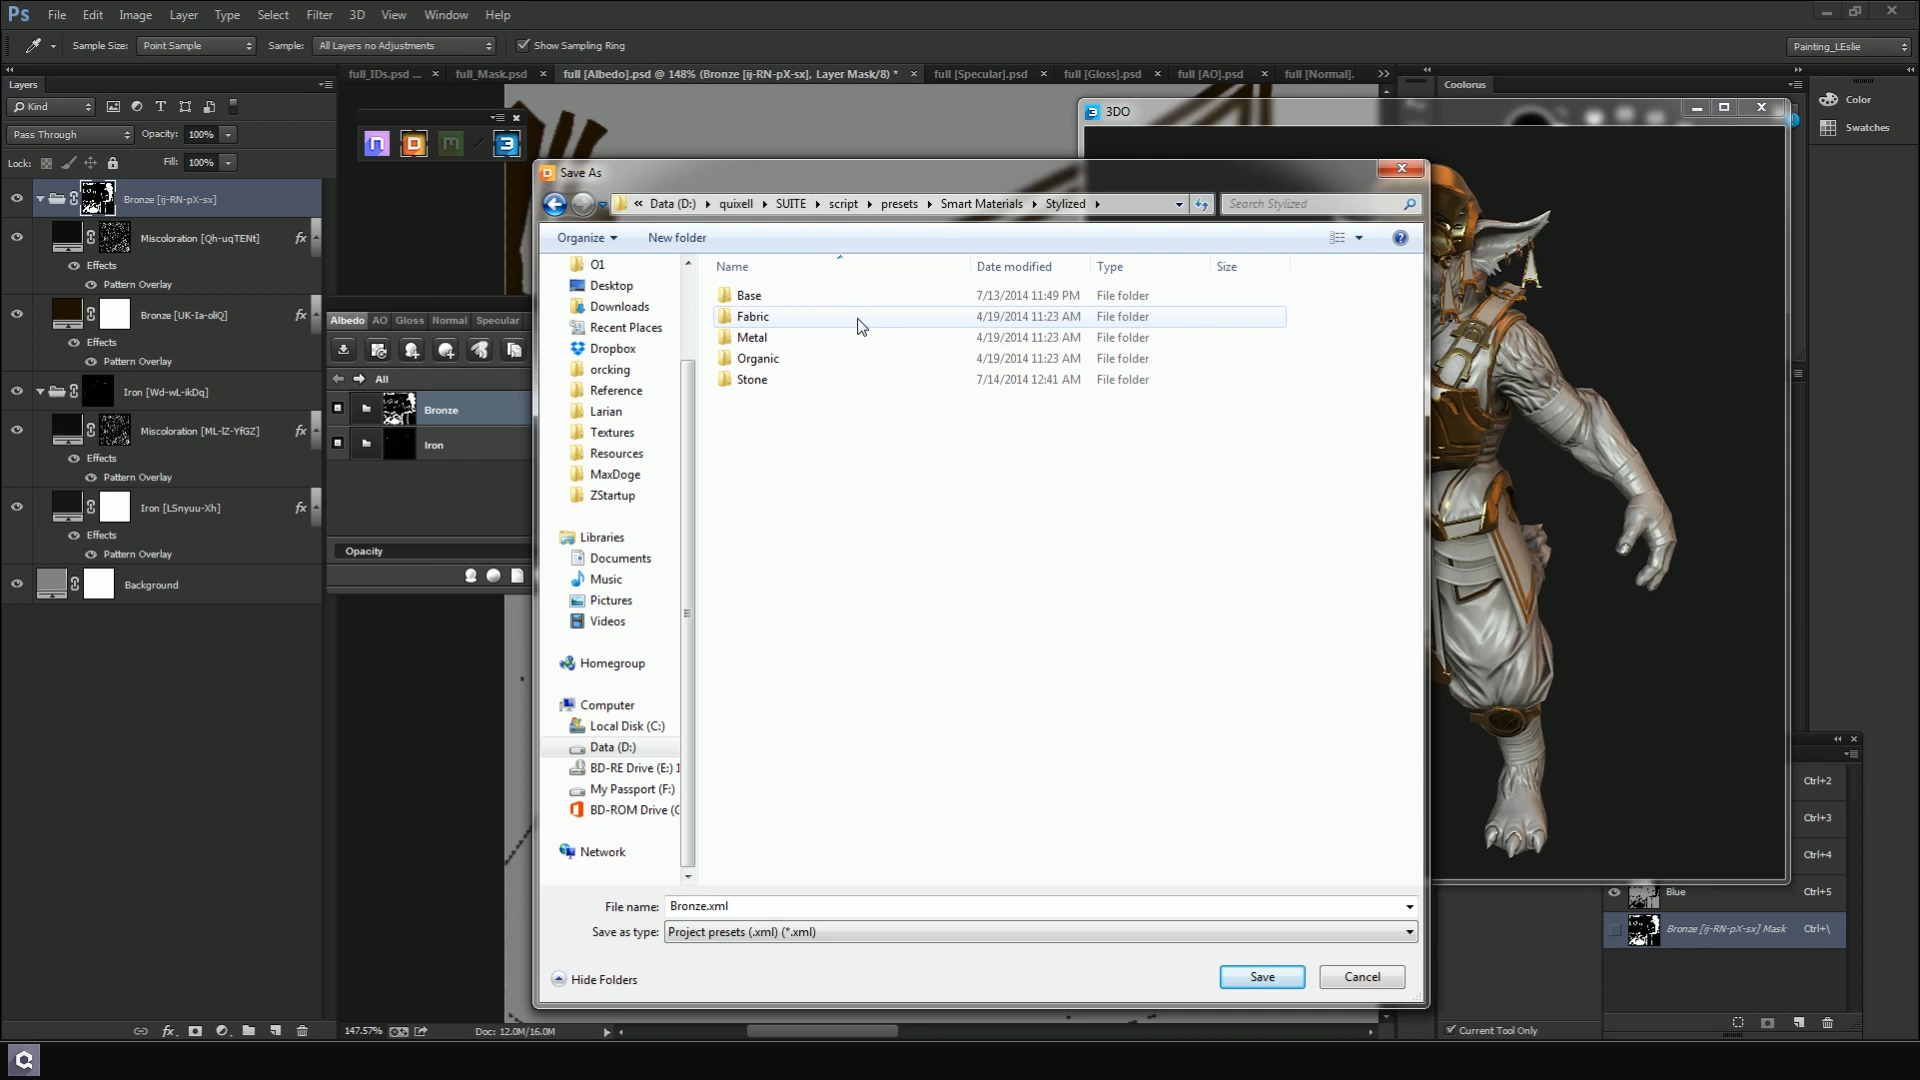 Ps File Edit Image Layer Type Select Filter 3D View Window Help
Sample Size: Point Sample Sample: All Layers no Adjustments Show Sampling Ring Painting_LEslie
Layers full_IDs.psd ... × full_Mask.psd × full [Albedo].psd @ 148% (Bronze [ij-RN-pX-sx], Layer Mask/8) * × full [Specular].psd × full [Gloss].psd × full [AO].psd × full [Normal]. Coolorus
Kind
Pass Through Opacity: 100%
Lock: Fill: 100%
Bronze [ij-RN-pX-sx]
Miscoloration [Qh-uqTENt] fx
Effects
Pattern Overlay
Bronze [UK-Ia-oliQ] fx
Effects
Pattern Overlay
Iron [Wd-wL-ikDq]
Miscoloration [ML-lZ-YfGZ] fx
Effects
Pattern Overlay
Iron [LSnyuu-Xh] fx
Effects
Pattern Overlay
Background
Albedo AO Gloss Normal Specular
All
Bronze
Iron
Opacity
3DO
Color
Swatches
Save As
« Data (D:) quixell SUITE script presets Smart Materials Stylized Search Stylized
Organize New folder
Name Date modified Type Size
Base 7/13/2014 11:49 PM File folder
Fabric 4/19/2014 11:23 AM File folder
Metal 4/19/2014 11:23 AM File folder
Organic 4/19/2014 11:23 AM File folder
Stone 7/14/2014 12:41 AM File folder
O1
Desktop
Downloads
Recent Places
Dropbox
orcking
Reference
Larian
Textures
Resources
MaxDoge
ZStartup
Libraries
Documents
Music
Pictures
Videos
Homegroup
Computer
Local Disk (C:)
Data (D:)
BD-RE Drive (E:) 1
My Passport (F:)
BD-ROM Drive (G
Network
File name: Bronze.xml
Save as type: Project presets (.xml) (*.xml)
Hide Folders Save Cancel
Ctrl+2
Ctrl+3
Ctrl+4
Blue Ctrl+5
Bronze [ij-RN-pX-sx] Mask Ctrl+\
147.57% Doc: 12.0M/16.0M Current Tool Only